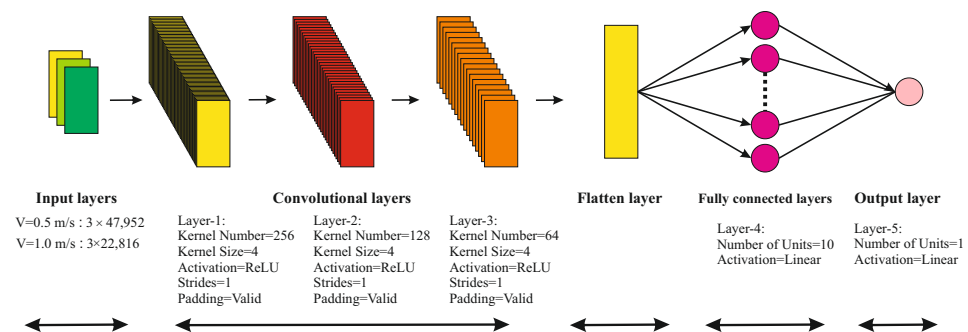 Input layers
V=0.5 m/s : 3 × 47,952
V=1.0 m/s : 3×22,816
Convolutional layers
Layer-1:
Kernel Number=256
Kernel Size=4
Activation=ReLU
Strides=1
Padding=Valid
Layer-2:
Kernel Number=128
Kernel Size=4
Activation=ReLU
Strides=1
Padding=Valid
Layer-3:
Kernel Number=64
Kernel Size=4
Activation=ReLU
Strides=1
Padding=Valid
Flatten layer
Fully connected layers
Layer-4:
Number of Units=10
Activation=Linear
Output layer
Layer-5:
Number of Units=1
Activation=Linear